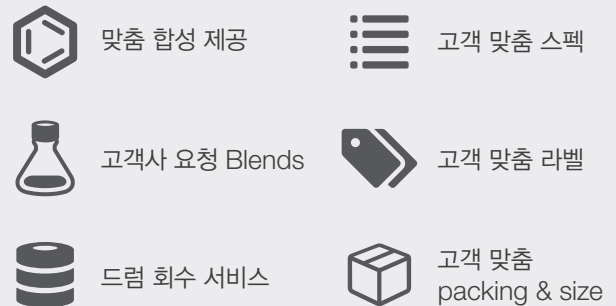 맞춤 합성 제공
고객 맞춤 스펙
고객사 요청 Blends
고객 맞춤 라벨
드럼 회수 서비스
고객 맞춤
packing & size